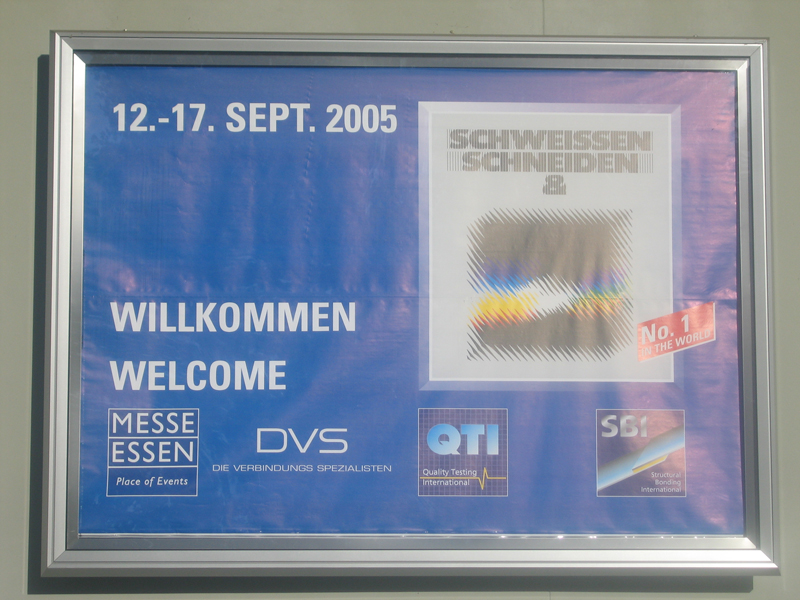 12.-17. SEPT. 2005
SCHWEISSEN
SCHNEIDEN
&
No. 1
IN THE WORLD
WILLKOMMEN
WELCOME
MESSE
ESSEN
Place of Events
DVS
DIE VERBINDUNGS SPEZIALISTEN
QTI
Quality Testing
International
SBI
Structural
Bonding
International